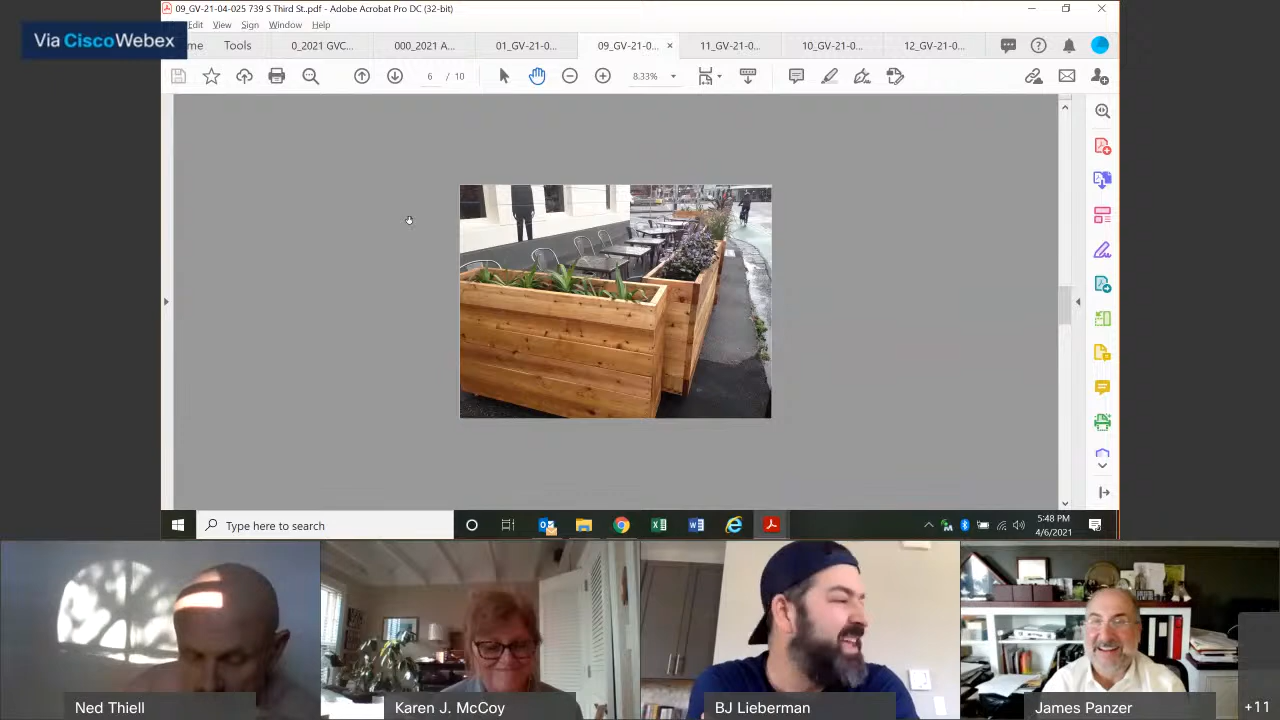 09_GV-21-04-025 739 S Third St..pdf - Adobe Acrobat Pro DC (32-bit)
Edit View Sign Window Help
Via Cisco Webex
me Tools 0_2021 GVC... 00_2021 A... 01_GV-21-0... 09_GV-21-0... × 11_GV-21-0... 10_GV-21-0... 12_GV-21-0...
6 / 10 8.33%
Type here to search
5:48 PM
4/6/2021
Ned Thiell Karen J. McCoy BJ Lieberman James Panzer +11